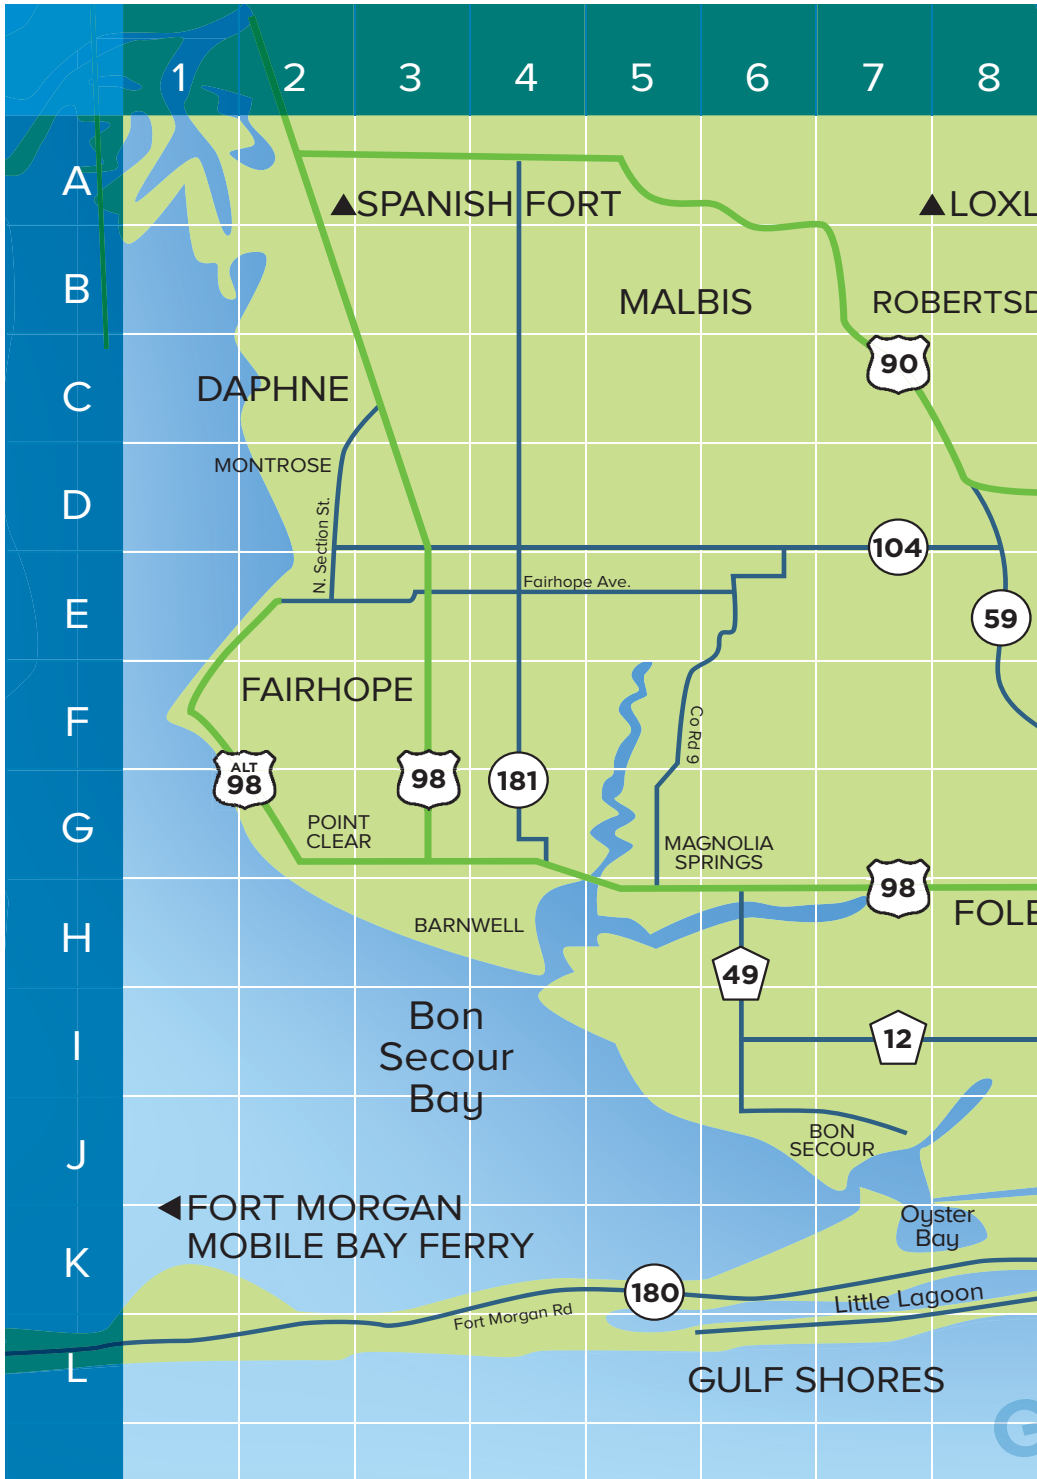 1 2 3 4 5 6 7 8
A
▲SPANISH FORT
▲LOXL
B
MALBIS
ROBERTSD
90
C
DAPHNE
MONTROSE
D
N. Section St.
104
Fairhope Ave.
E
59
FAIRHOPE
F
Co Rd 9
ALT
98
98
181
G
POINT
CLEAR
MAGNOLIA
SPRINGS
98
H
BARNWELL
FOLE
49
I
Bon
Secour
Bay
12
J
BON
SECOUR
◀FORT MORGAN
MOBILE BAY FERRY
Oyster
Bay
K
180
Little Lagoon
Fort Morgan Rd
L
GULF SHORES
G